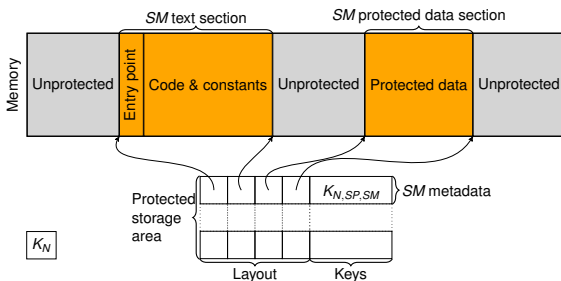 SM text section
SM protected data section
Memory
Unprotected
Entry point
Code & constants
Unprotected
Protected data
Unprotected
Protected
storage
area
K_{N,SP,SM}
SM metadata
K_N
Layout
Keys